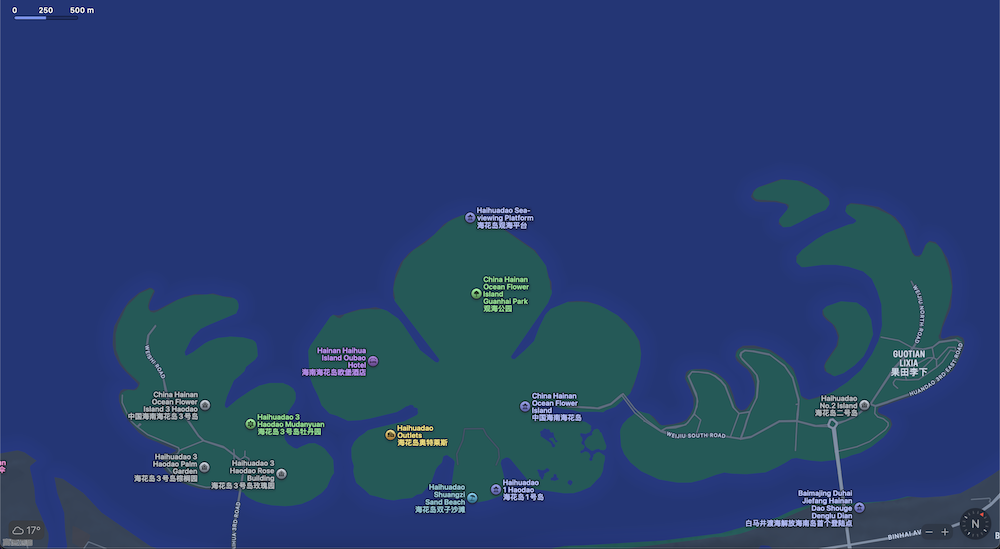 0 250 500 m
Haihuadao Sea-
viewing Platform
海花岛观海平台
China Hainan
Ocean Flower
Island
Guanhai Park
观海公园
WEIJIU NORTH ROAD
WEISHI ROAD
Hainan Haihua
Island Oubao
Hotel
海南海花岛欧堡酒店
GUOTIAN
LIXIA
果田李下
HUANDAO-3RD EAST ROAD
China Hainan
Ocean Flower
Island 3 Haodao
中国海南海花岛3号岛
China Hainan
Ocean Flower
Island
中国海南海花岛
Haihuadao
No.2 Island
海花岛二号岛
Haihuadao 3
Haodao Mudanyuan
海花岛3号岛牡丹园
Haihuadao
Outlets
海花岛奥特莱斯
WEIJIU SOUTH ROAD
Haihuadao 3
Haodao Palm
Garden
海花岛3号岛棕榈园
Haihuadao 3
Haodao Rose
Building
海花岛3号岛玫瑰园
Haihuadao
Shuangzi
Sand Beach
海花岛双子沙滩
Haihuadao
1 Haodao
海花岛1号岛
Baimajing Duhai
Jiefang Hainan
Dao Shouge
Denglu Dian
白马井渡海解放海南岛首个登陆点
17°
N
BINHAI AV